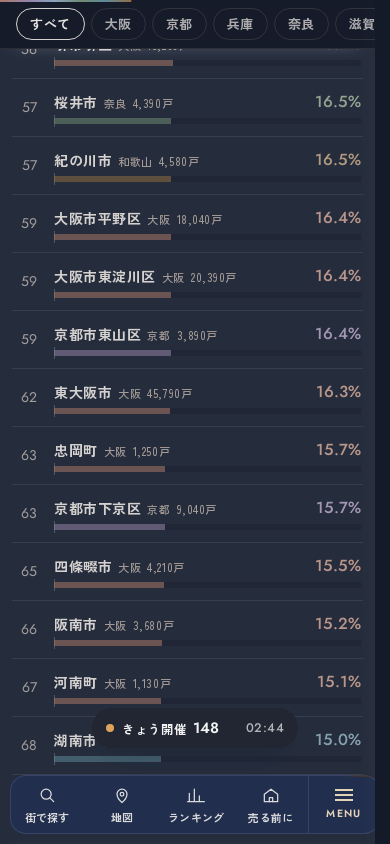 すべて 大阪 京都 兵庫 奈良 滋賀
57 桜井市 奈良 4,390戸 16.5%
57 紀の川市 和歌山 4,580戸 16.5%
59 大阪市平野区 大阪 18,040戸 16.4%
59 大阪市東淀川区 大阪 20,390戸 16.4%
59 京都市東山区 京都 3,890戸 16.4%
62 東大阪市 大阪 45,790戸 16.3%
63 忠岡町 大阪 1,250戸 15.7%
63 京都市下京区 京都 9,040戸 15.7%
65 四條畷市 大阪 4,210戸 15.5%
66 阪南市 大阪 3,680戸 15.2%
67 河南町 大阪 1,130戸 15.1%
68 湖南市 15.0%
きょう開催 148 02:44
街で探す 地図 ランキング 売る前に MENU